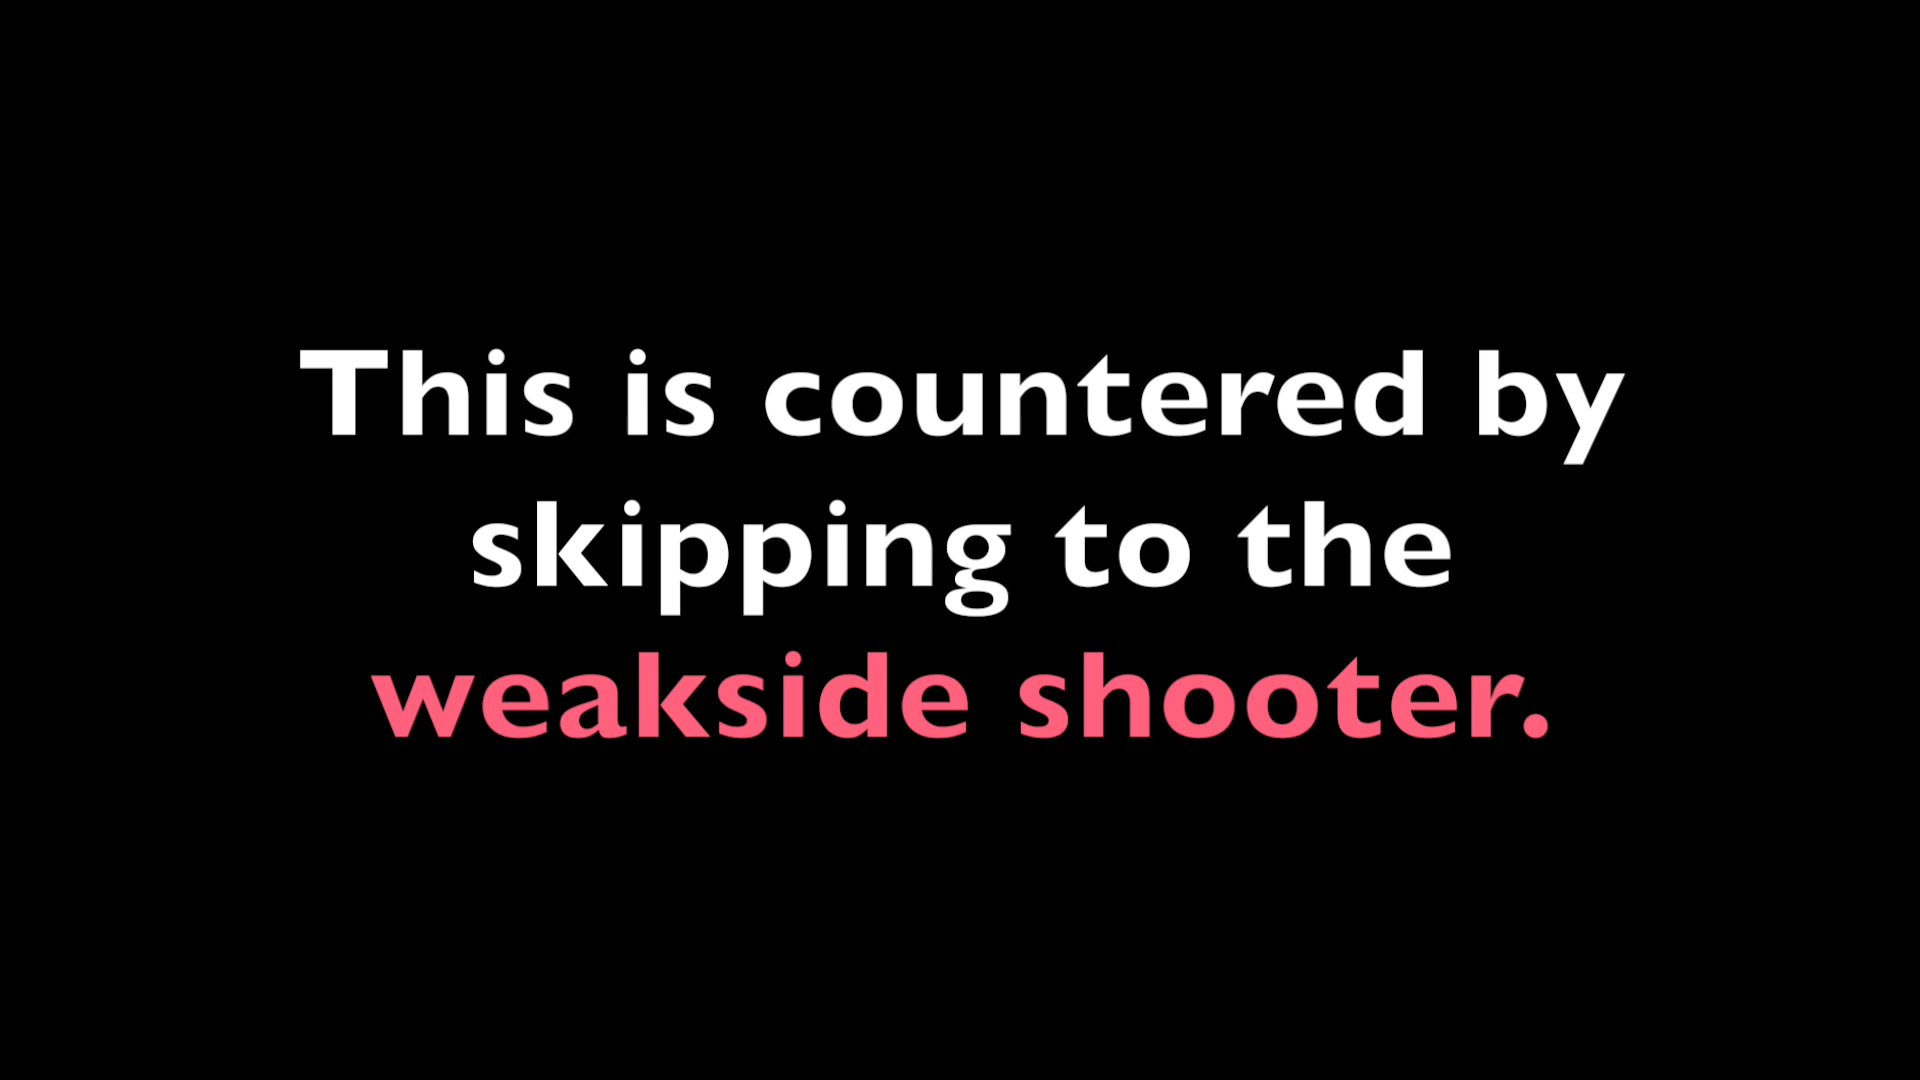 This is countered by
skipping to the
weakside shooter.